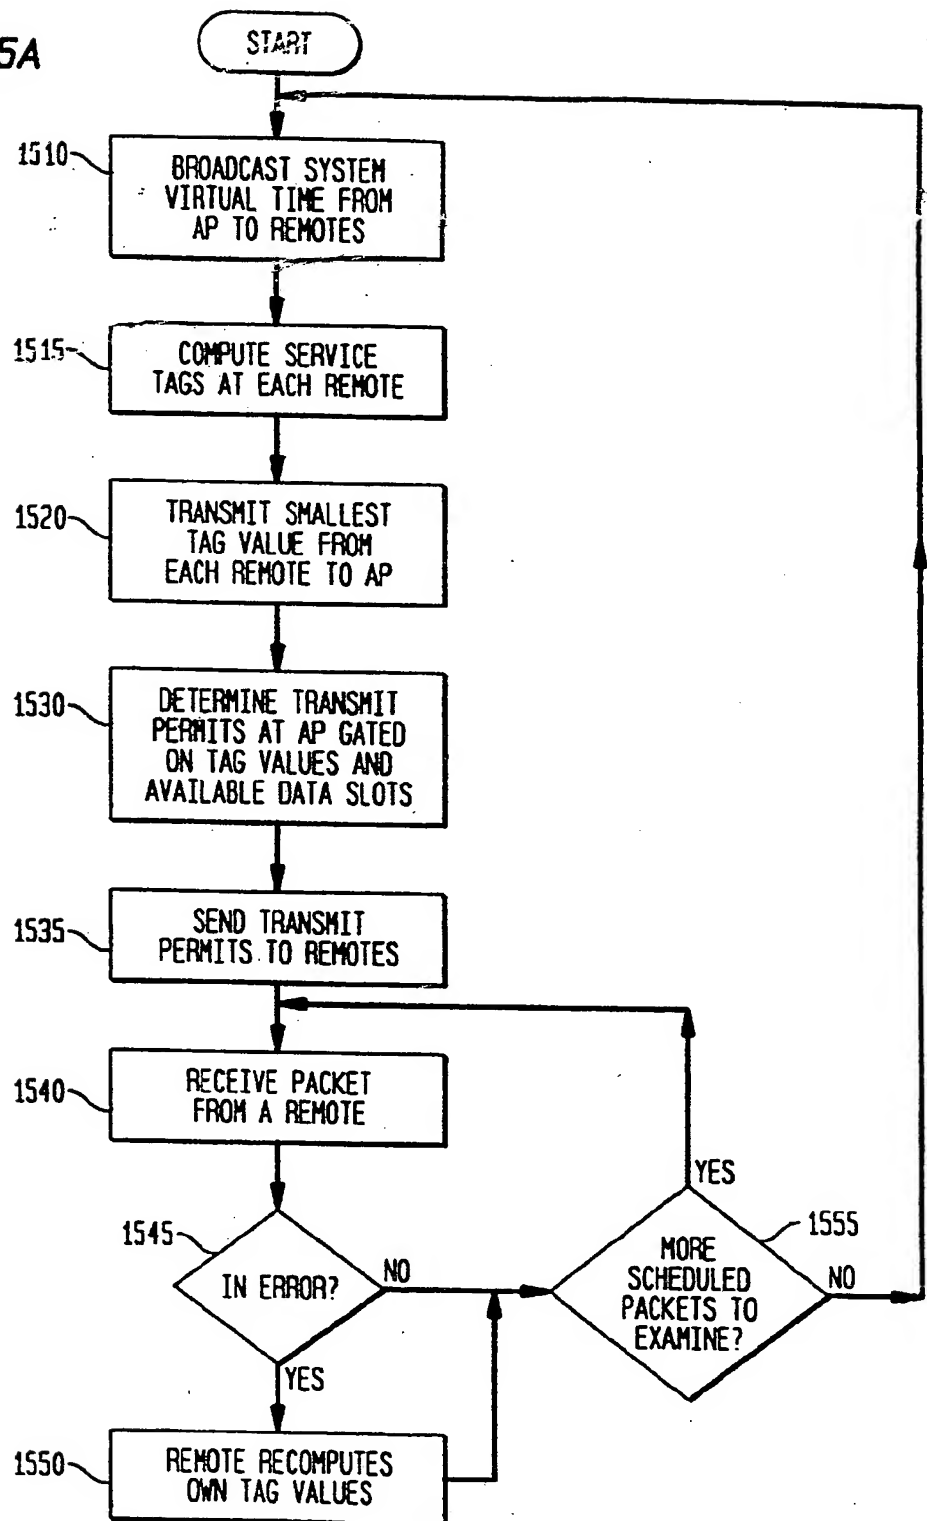 5A
START
1510
BROADCAST SYSTEM
VIRTUAL TIME FROM
AP TO REMOTES
1515
COMPUTE SERVICE
TAGS AT EACH REMOTE
1520
TRANSMIT SMALLEST
TAG VALUE FROM
EACH REMOTE TO AP
1530
DETERMINE TRANSMIT
PERMITS AT AP GATED
ON TAG VALUES AND
AVAILABLE DATA SLOTS
1535
SEND TRANSMIT
PERMITS TO REMOTES
1540
RECEIVE PACKET
FROM A REMOTE
1545
IN ERROR?
NO
YES
1550
REMOTE RECOMPUTES
OWN TAG VALUES
YES
1555
MORE
SCHEDULED
PACKETS TO
EXAMINE?
NO